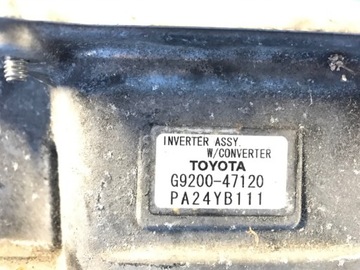 INVERTER ASSY.
W/CONVERTER
TOYOTA
G9200-47120
PA24YB111